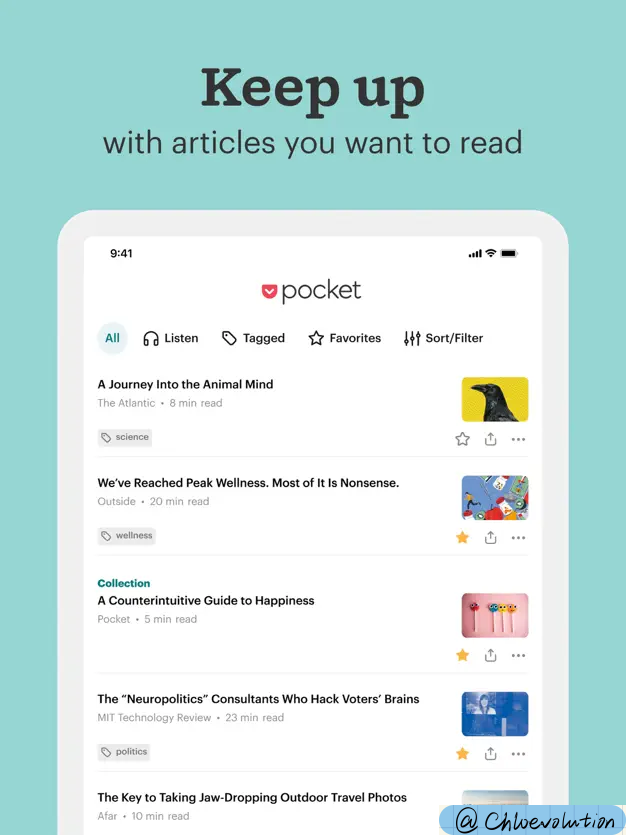 Keep up
with articles you want to read
9:41
pocket
All Listen Tagged Favorites Sort/Filter
A Journey Into the Animal Mind
The Atlantic • 8 min read
science
We’ve Reached Peak Wellness. Most of It Is Nonsense.
Outside • 20 min read
wellness
Collection
A Counterintuitive Guide to Happiness
Pocket • 5 min read
The “Neuropolitics” Consultants Who Hack Voters’ Brains
MIT Technology Review • 23 min read
politics
The Key to Taking Jaw-Dropping Outdoor Travel Photos
Afar • 10 min read
@ Chloevolution